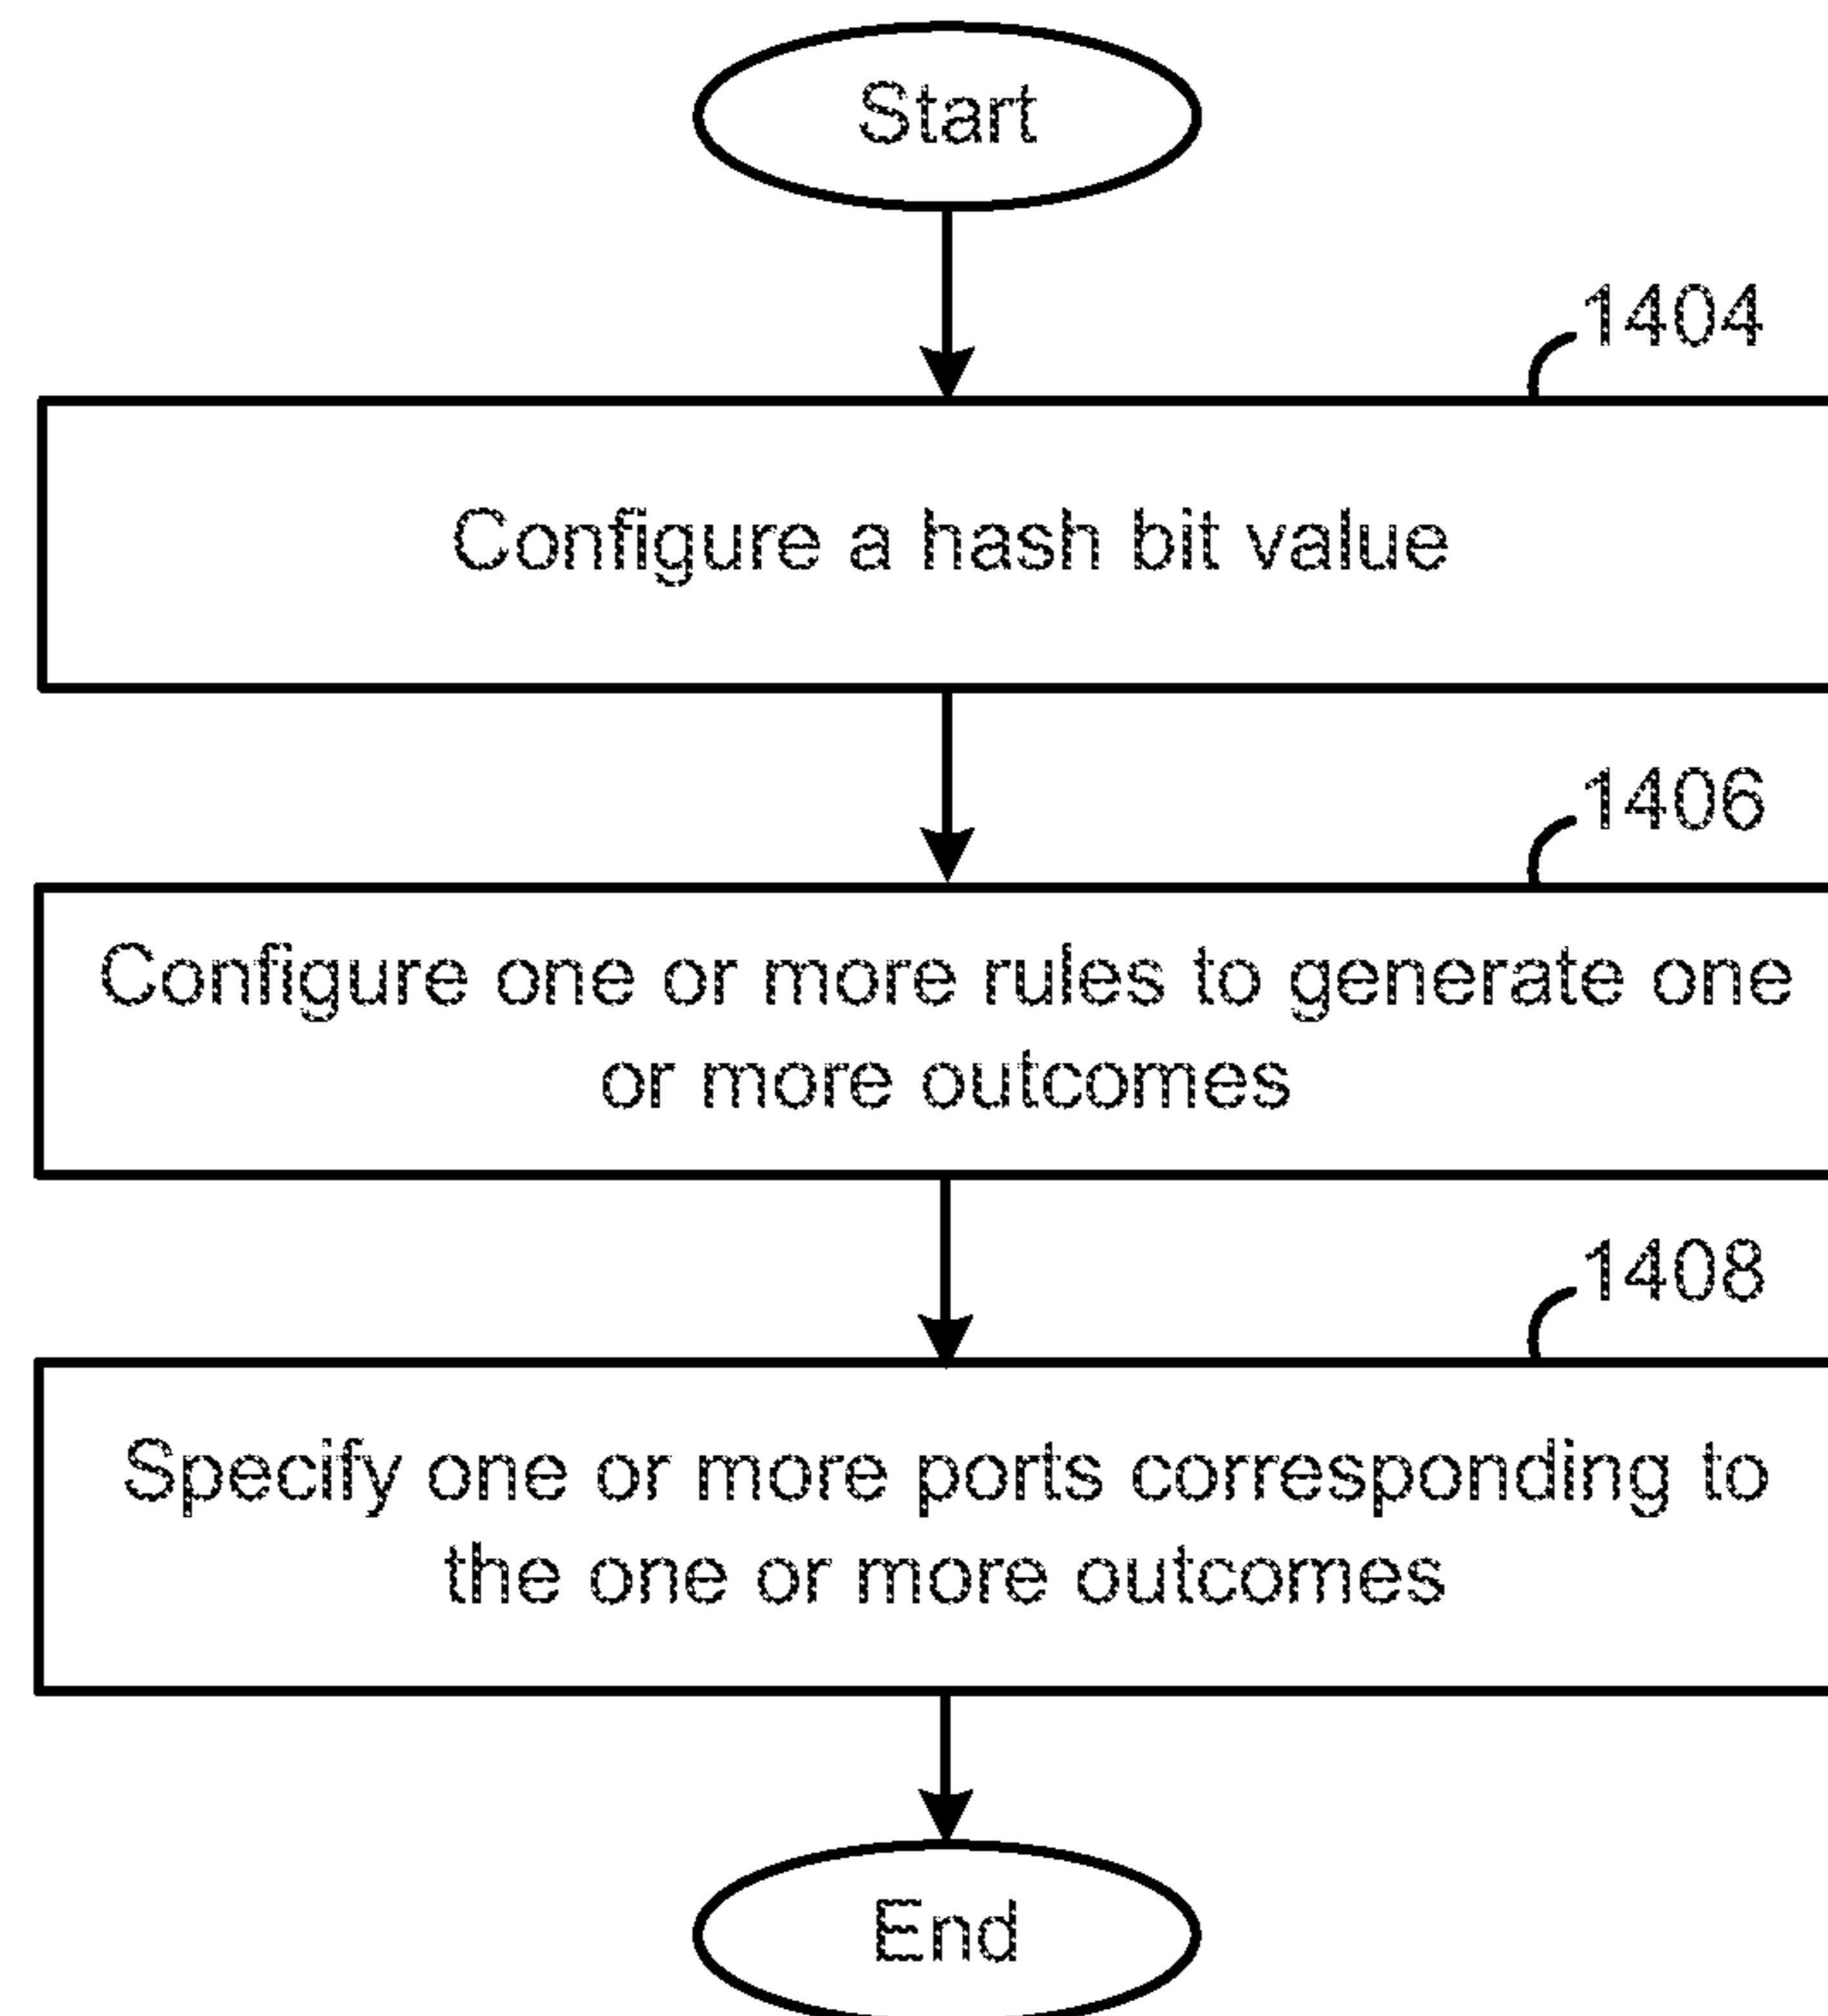 Start
1404
Configure a hash bit value
1406
Configure one or more rules to generate one
or more outcomes
1408
Specify one or more ports corresponding to
the one or more outcomes
End